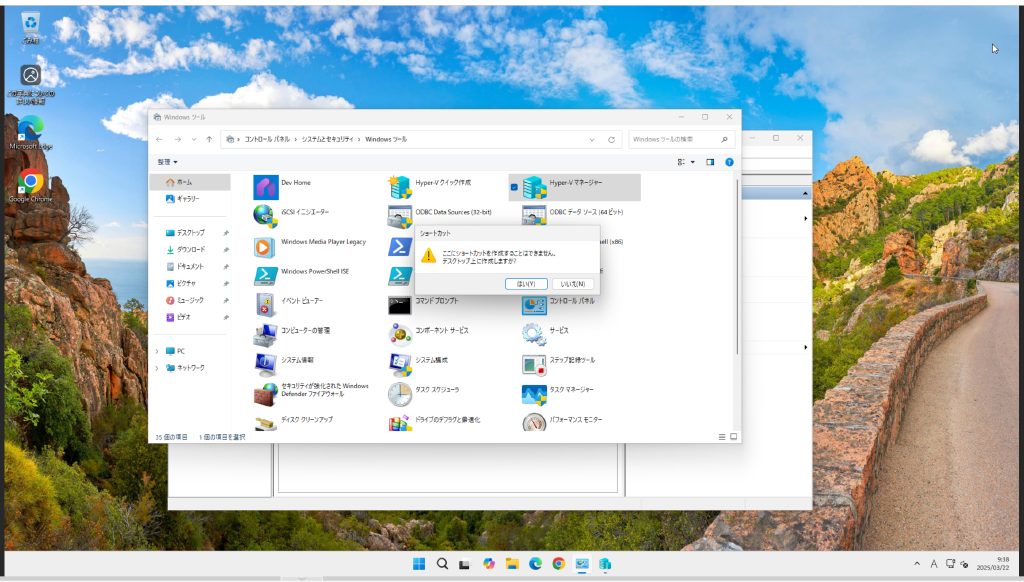 ごみ箱
Microsoft Edge
Google Chrome
Windows ツール
コントロール パネル > システムとセキュリティ > Windows ツール
Windows ツールの検索
整理
ホーム
ギャラリー
デスクトップ
ダウンロード
ドキュメント
ピクチャ
ミュージック
ビデオ
PC
ネットワーク
Dev Home
Hyper-V クイック作成
Hyper-V マネージャー
iSCSI イニシエーター
ODBC Data Sources (32-bit)
ODBC データ ソース (64 ビット)
Windows Media Player Legacy
ell (x86)
Windows PowerShell ISE
イベント ビューアー
コマンド プロンプト
コントロール パネル
コンピューターの管理
コンポーネント サービス
サービス
システム情報
システム構成
ステップ記録ツール
セキュリティが強化された Windows
Defender ファイアウォール
タスク スケジューラ
タスク マネージャー
ディスク クリーンアップ
ドライブのデフラグと最適化
パフォーマンス モニター
ショートカット
ここにショートカットを作成することはできません。
デスクトップ上に作成しますか?
はい(Y)
いいえ(N)
35 個の項目
1 個の項目を選択
A
9:38
2025/03/22